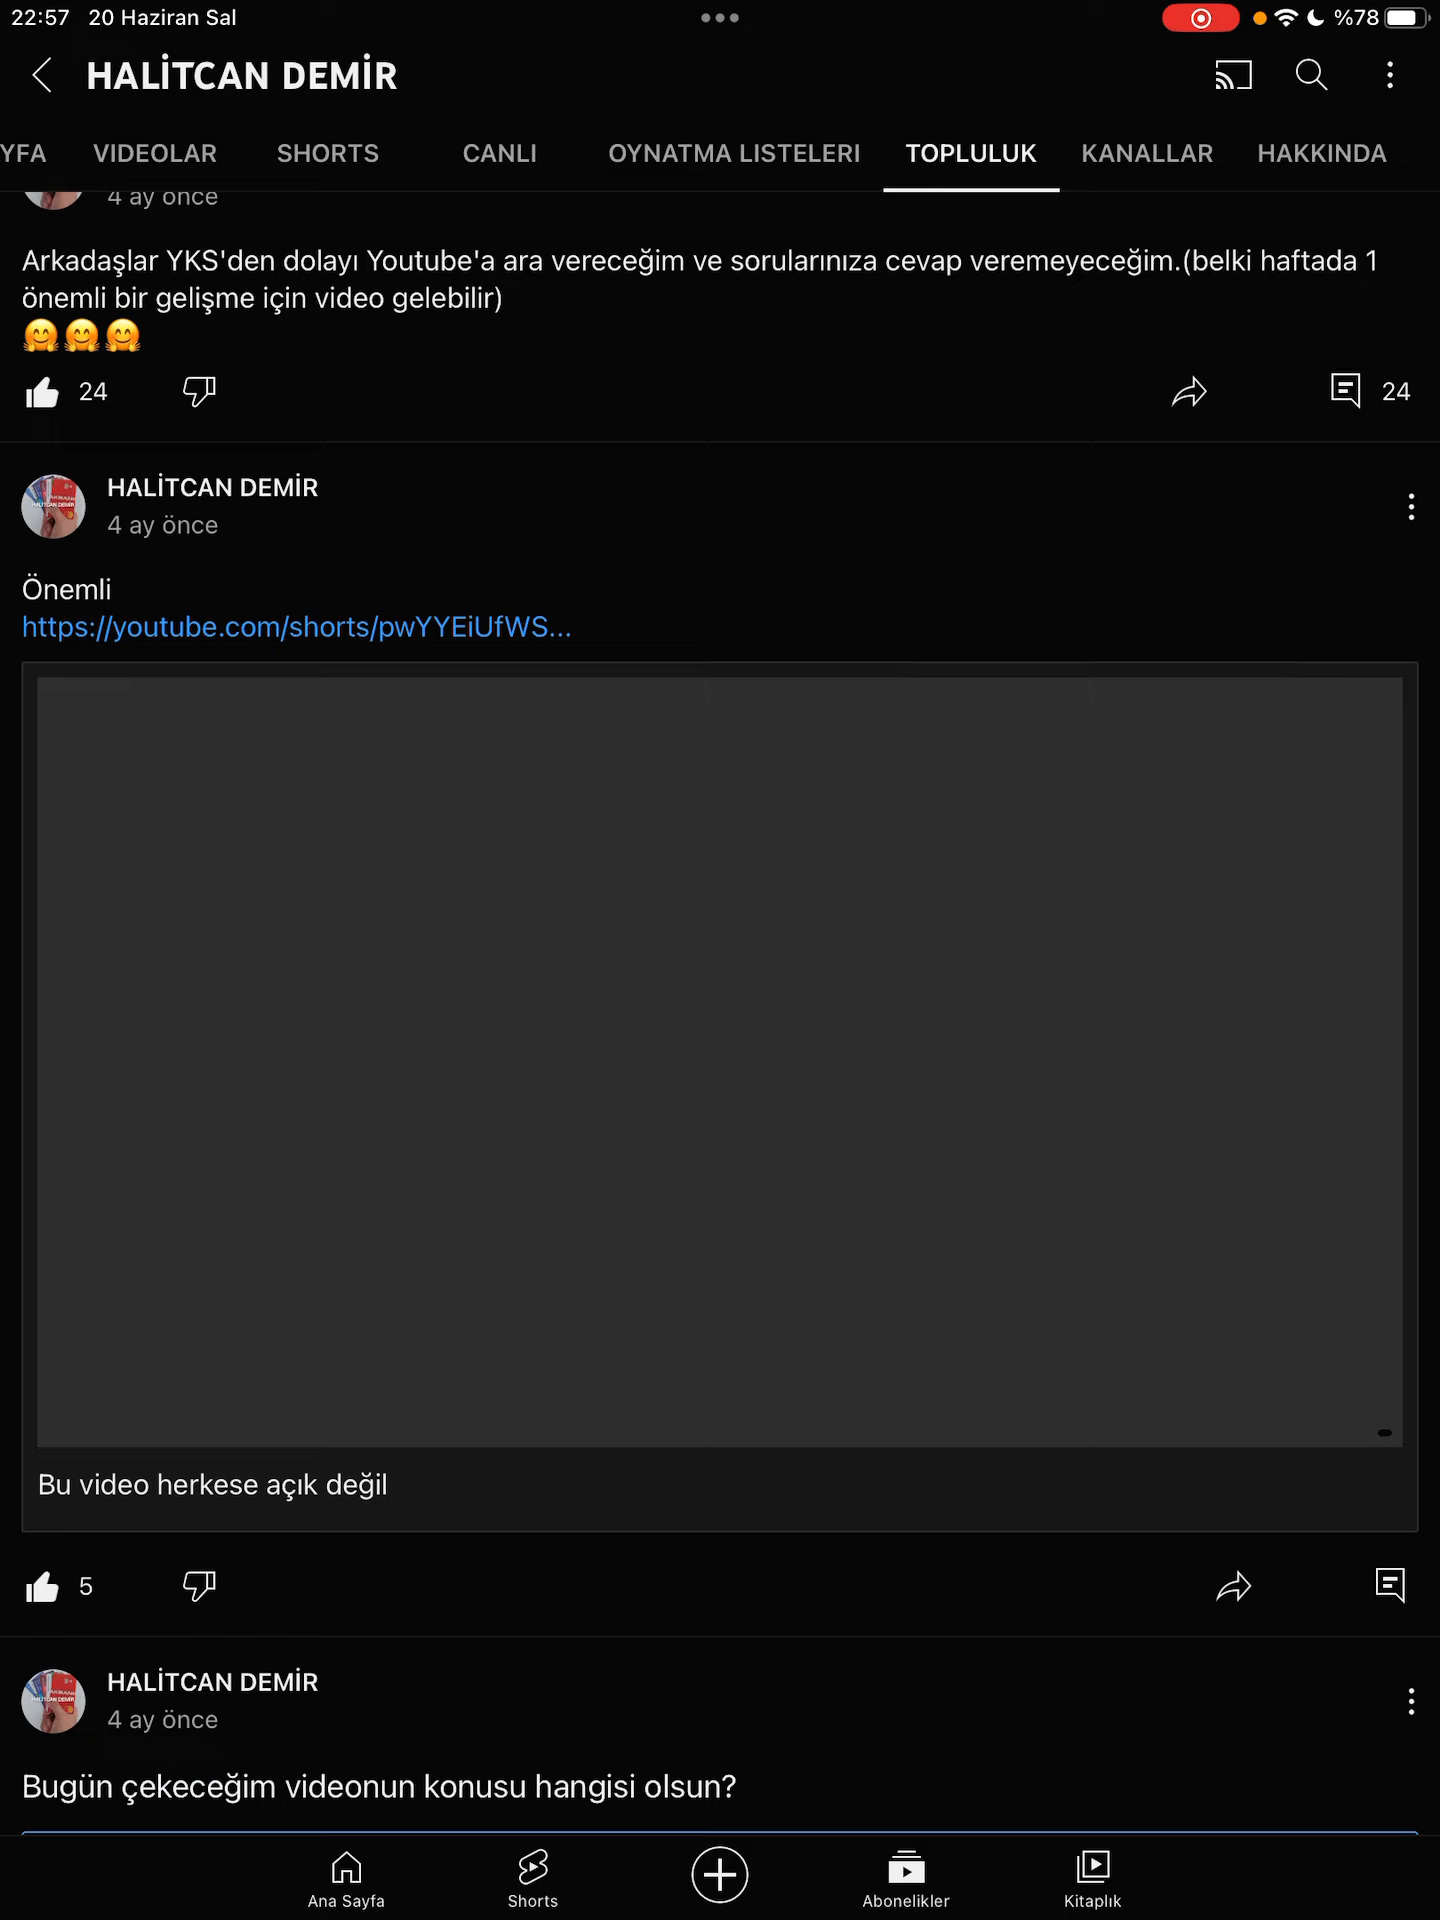 22:57 20 Haziran Sal
%78
HALİTCAN DEMİR
YFA VIDEOLAR SHORTS CANLI OYNATMA LISTELERI TOPLULUK KANALLAR HAKKINDA
4 ay önce
Arkadaşlar YKS'den dolayı Youtube'a ara vereceğim ve sorularınıza cevap veremeyeceğim.(belki haftada 1
önemli bir gelişme için video gelebilir)
🤗🤗🤗
24
24
HALİTCAN DEMİR
4 ay önce
Önemli
https://youtube.com/shorts/pwYYEiUfWS...
Bu video herkese açık değil
5
HALİTCAN DEMİR
4 ay önce
Bugün çekeceğim videonun konusu hangisi olsun?
Ana Sayfa Shorts Abonelikler Kitaplık